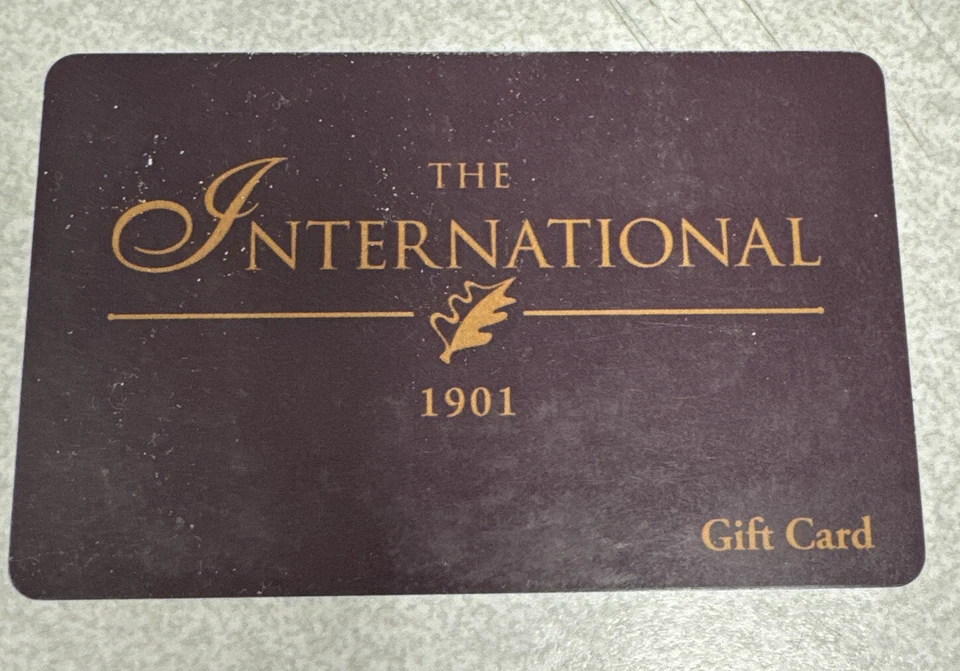 THE
INTERNATIONAL
1901
Gift Card